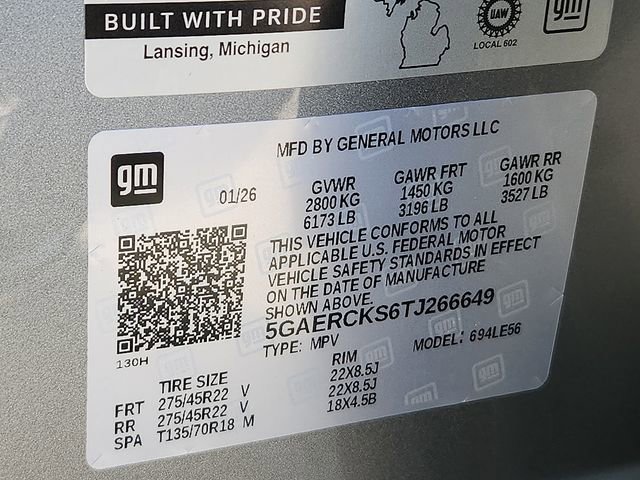 BUILT WITH PRIDE
Lansing, Michigan
UAW
LOCAL 602
gm
MFD BY GENERAL MOTORS LLC
gm
01/26
GVWR GAWR FRT GAWR RR
2800 KG 1450 KG 1600 KG
6173 LB 3196 LB 3527 LB
THIS VEHICLE CONFORMS TO ALL
APPLICABLE U.S. FEDERAL MOTOR
VEHICLE SAFETY STANDARDS IN EFFECT
ON THE DATE OF MANUFACTURE
SHOWN ABOVE.
5GAERCKS6TJ266649
TYPE: MPV MODEL: 694LE56
130H
TIRE SIZE RIM
FRT 275/45R22 V 22X8.5J
RR 275/45R22 V 22X8.5J
SPA T135/70R18 M 18X4.5B